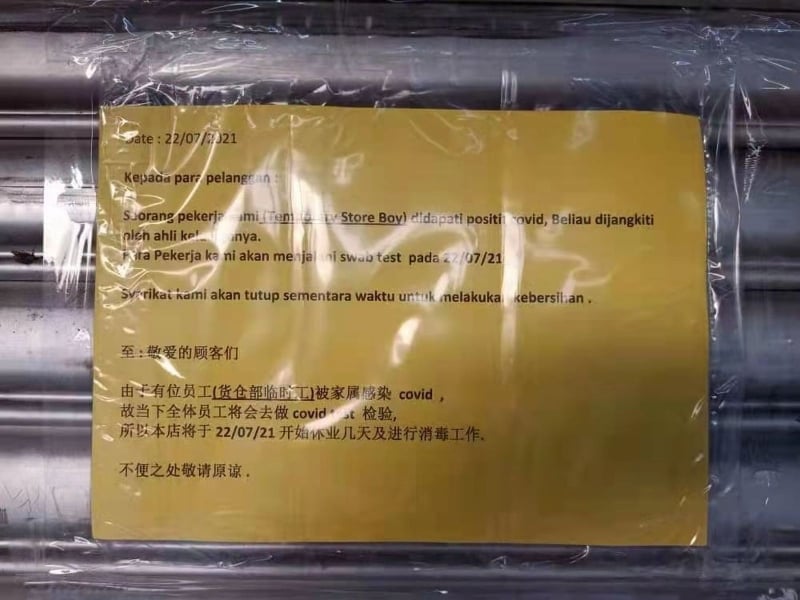 Date : 22/07/2021
Kepada para pelanggan :
Seorang pekerja kami (Temporary Store Boy) didapati positif covid, Beliau dijangkiti
oleh ahli keluarganya.
Para Pekerja kami akan menjalani swab test pada 22/07/21
Syarikat kami akan tutup sementara waktu untuk melakukan kebersihan .
至 : 敬爱的顾客们
由于有位员工(货仓部临时工)被家属感染 covid ,
故当下全体员工将会去做 covid test 检验,
所以本店将于 22/07/21 开始休业几天及进行消毒工作.
不便之处敬请原谅 .